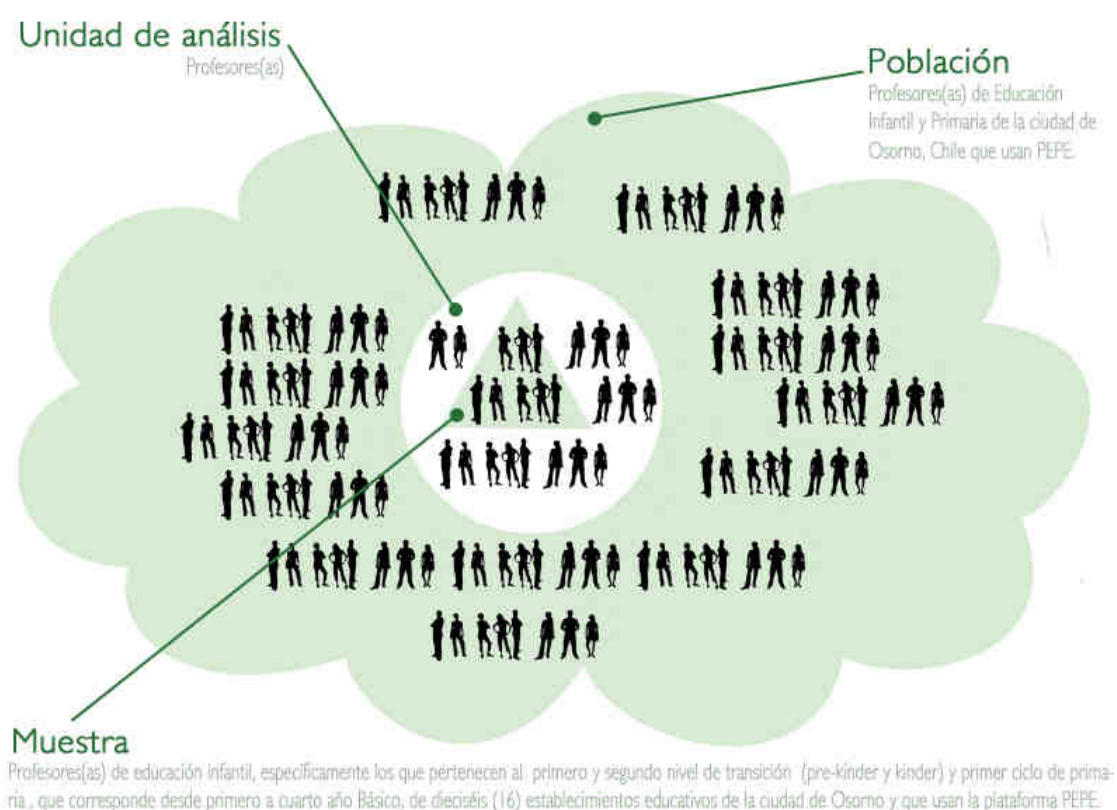 Unidad de análisis
Profesores(as)
Población
Profesores(as) de Educación
Infantil y Primaria de la ciudad de
Osorno, Chile que usan PEPE.
Muestra
Profesores(as) de educación infantil, específicamente los que pertenecen al primero y segundo nivel de transición (pre-kínder y kinder) y primer ciclo de prima-
ria , que corresponde desde primero a cuarto año Básico, de dieciséis (16) establecimientos educativos de la ciudad de Osorno y que usan la plataforma PEPE.